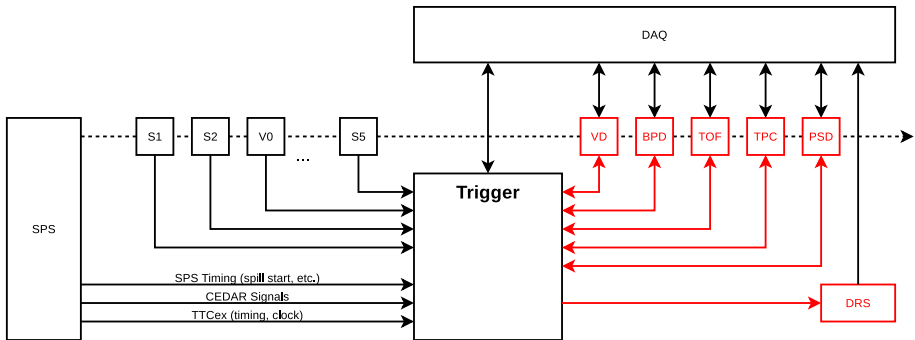 DAQ
S1
S2
V0
...
S5
VD
BPD
TOF
TPC
PSD
SPS
Trigger
SPS Timing (spill start, etc.)
CEDAR Signals
TTCex (timing, clock)
DRS